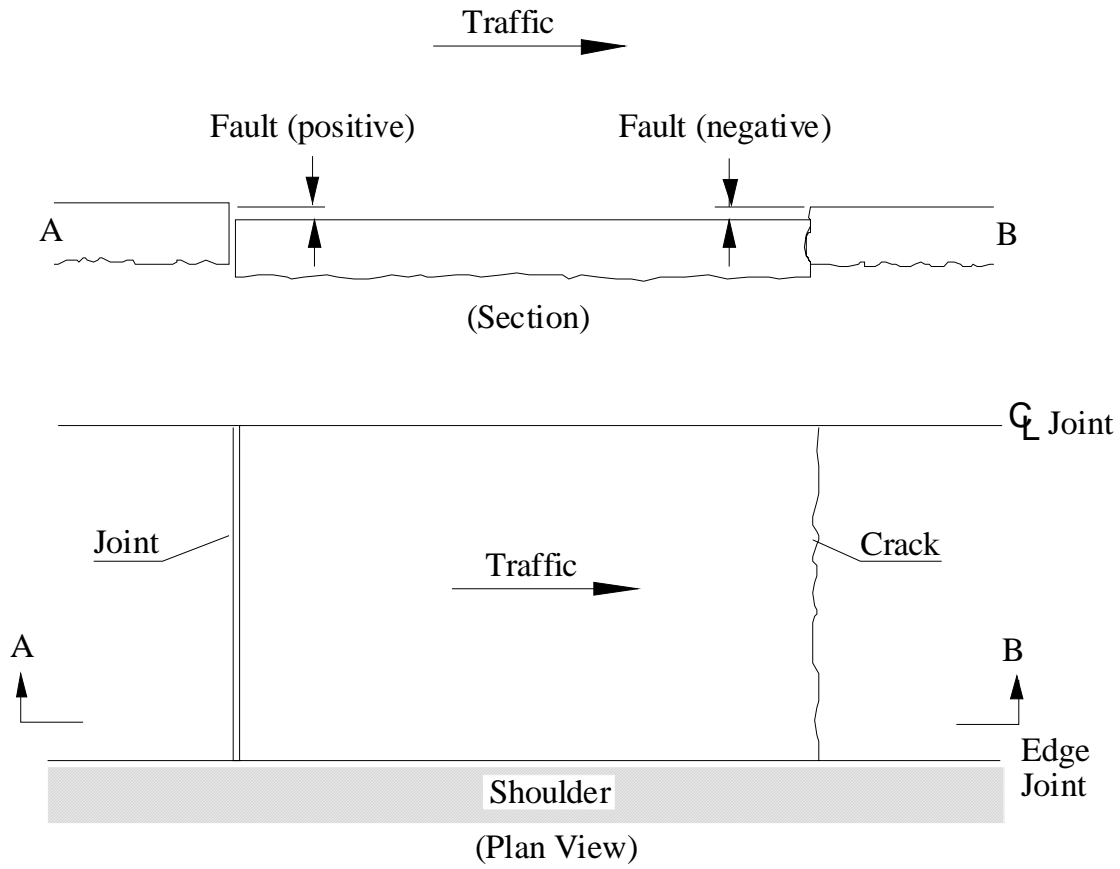 Traffic
Fault (positive)
Fault (negative)
A
B
(Section)
℄ Joint
Joint
Crack
Traffic
A
B
Edge
Joint
Shoulder
(Plan View)